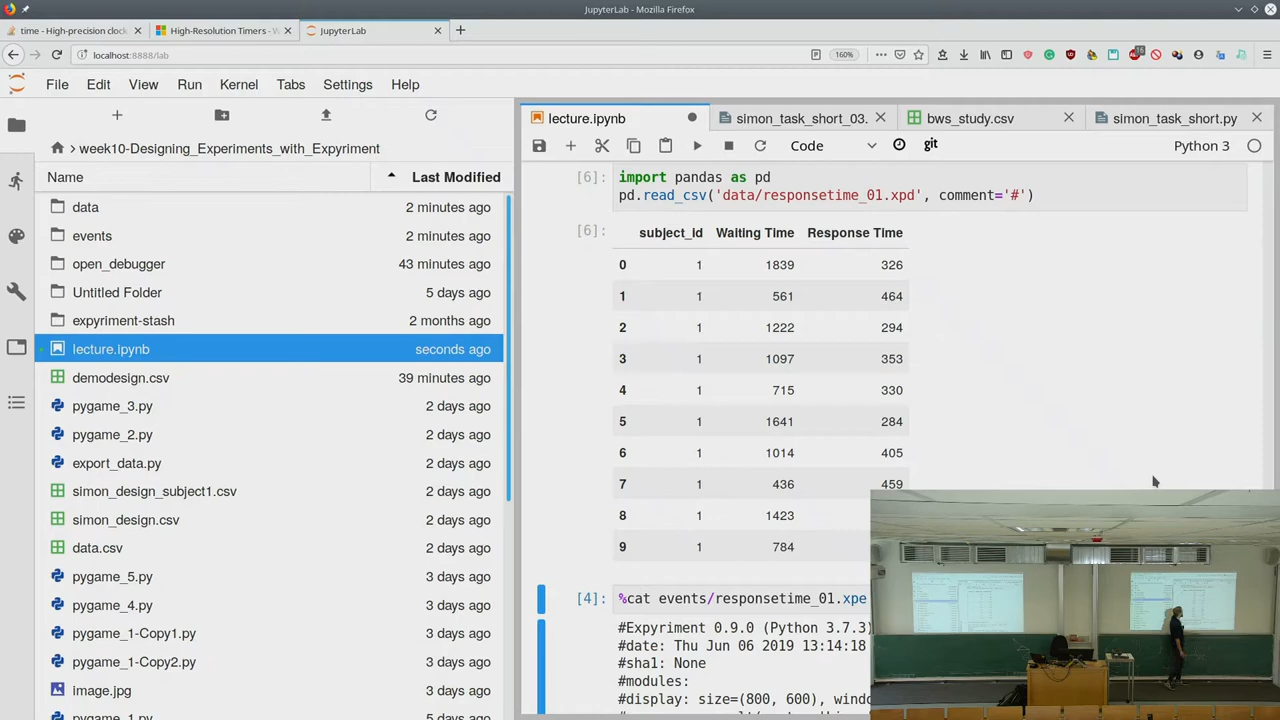 JupyterLab - Mozilla Firefox
time - High-precision clock
High-Resolution Timers - W
JupyterLab
localhost:8888/lab
160%
16
File Edit View Run Kernel Tabs Settings Help
week10-Designing_Experiments_with_Expyriment
Name Last Modified
data 2 minutes ago
events 2 minutes ago
open_debugger 43 minutes ago
Untitled Folder 5 days ago
expyriment-stash 2 months ago
lecture.ipynb seconds ago
demodesign.csv 39 minutes ago
pygame_3.py 2 days ago
pygame_2.py 2 days ago
export_data.py 2 days ago
simon_design_subject1.csv 2 days ago
simon_design.csv 2 days ago
data.csv 2 days ago
pygame_5.py 3 days ago
pygame_4.py 3 days ago
pygame_1-Copy1.py 3 days ago
pygame_1-Copy2.py 3 days ago
image.jpg 3 days ago
pygame_1.py 5 days ago
lecture.ipynb simon_task_short_03. bws_study.csv simon_task_short.py
Code git Python 3
[6]: import pandas as pd
pd.read_csv('data/responsetime_01.xpd', comment='#')
[6]: subject_id Waiting Time Response Time
0 1 1839 326
1 1 561 464
2 1 1222 294
3 1 1097 353
4 1 715 330
5 1 1641 284
6 1 1014 405
7 1 436 459
8 1 1423
9 1 784
[4]: %cat events/responsetime_01.xpe
#Expyriment 0.9.0 (Python 3.7.3)
#date: Thu Jun 06 2019 13:14:18
#sha1: None
#modules:
#display: size=(800, 600), window